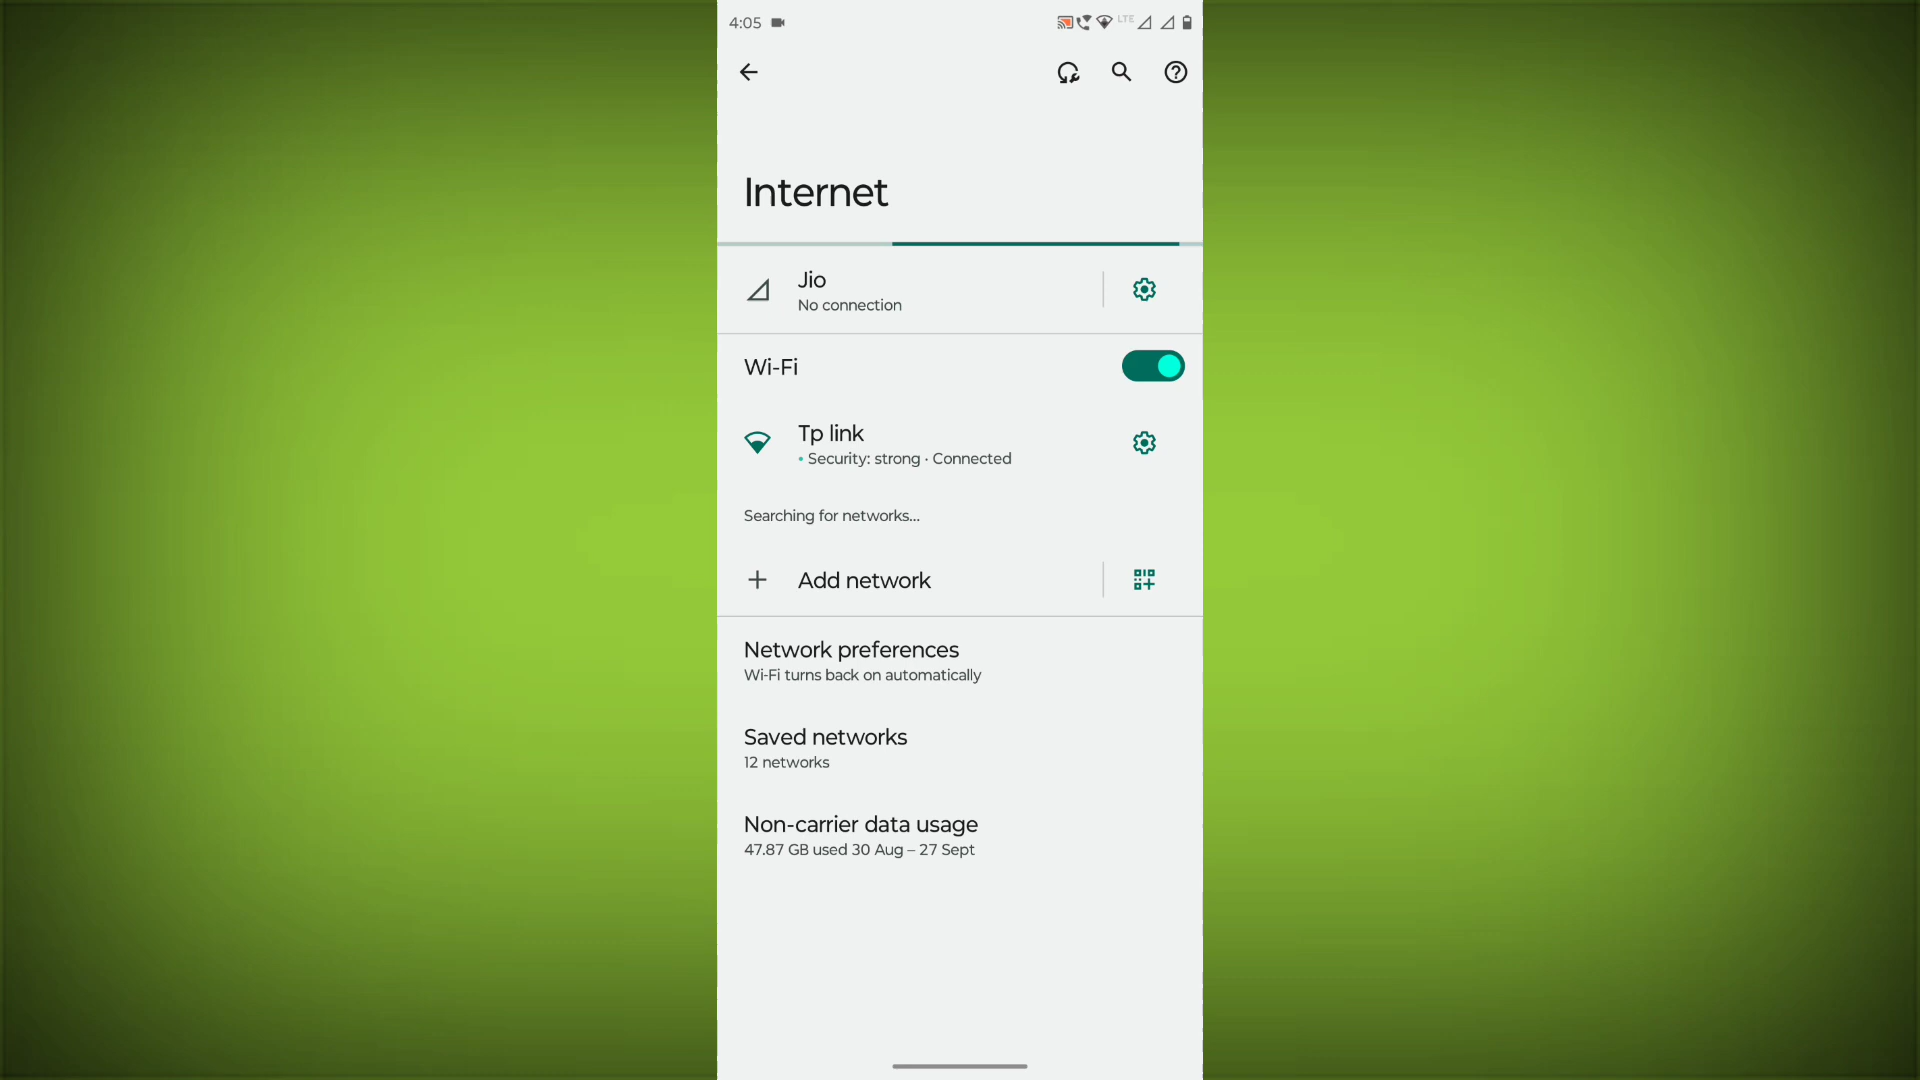 4:05
LTE
Internet
Jio
No connection
Wi-Fi
Tp link
• Security: strong · Connected
Searching for networks...
+ Add network
Network preferences
Wi-Fi turns back on automatically
Saved networks
12 networks
Non-carrier data usage
47.87 GB used 30 Aug – 27 Sept